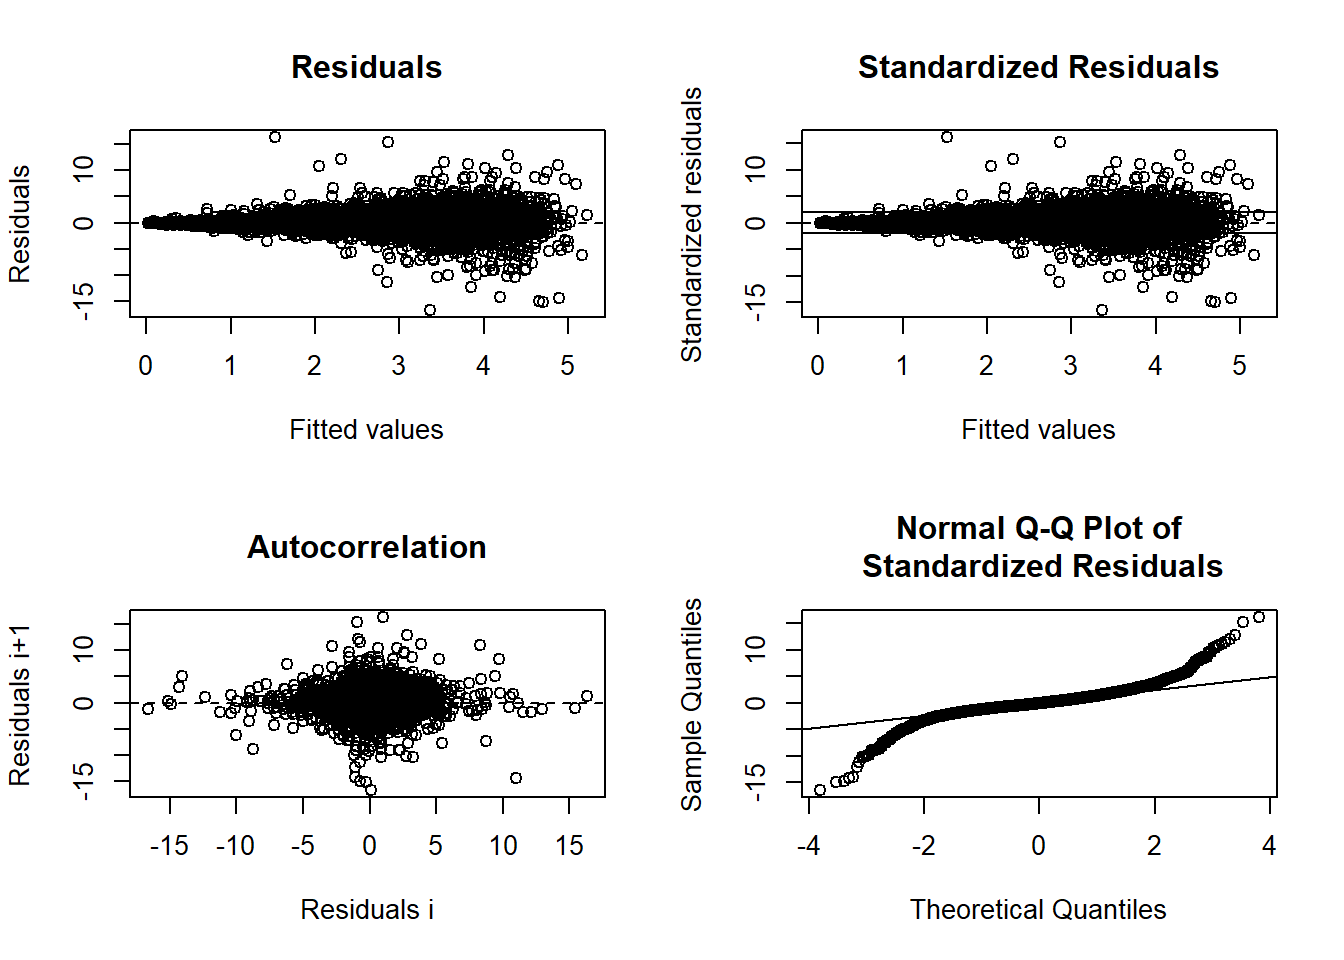 Residuals
Residuals
10
0
-15
0 1 2 3 4 5
Fitted values
Standardized Residuals
Standardized residuals
10
0
-15
0 1 2 3 4 5
Fitted values
Autocorrelation
Residuals i+1
10
0
-15
-15 -10 -5 0 5 10 15
Residuals i
Normal Q-Q Plot of
Standardized Residuals
Sample Quantiles
10
0
-15
-4 -2 0 2 4
Theoretical Quantiles